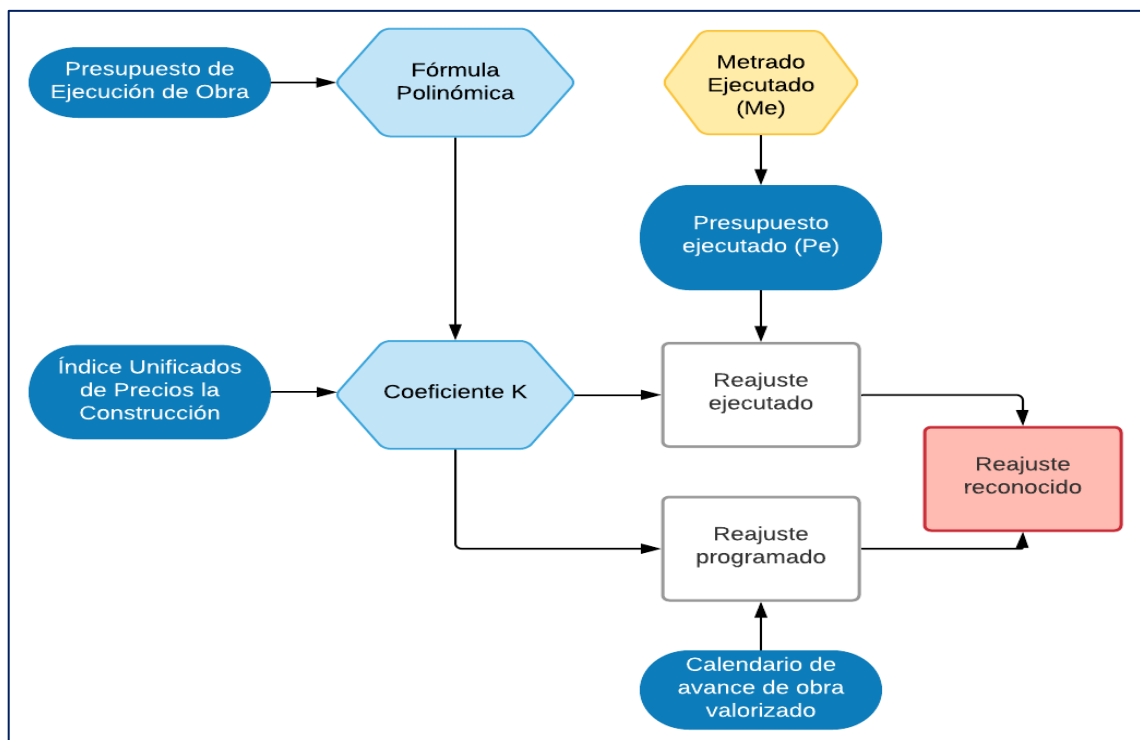 Presupuesto de
Ejecución de Obra
Fórmula
Polinómica
Metrado
Ejecutado
(Me)
Presupuesto
ejecutado (Pe)
Índice Unificados
de Precios la
Construcción
Coeficiente K
Reajuste
ejecutado
Reajuste
reconocido
Reajuste
programado
Calendario de
avance de obra
valorizado